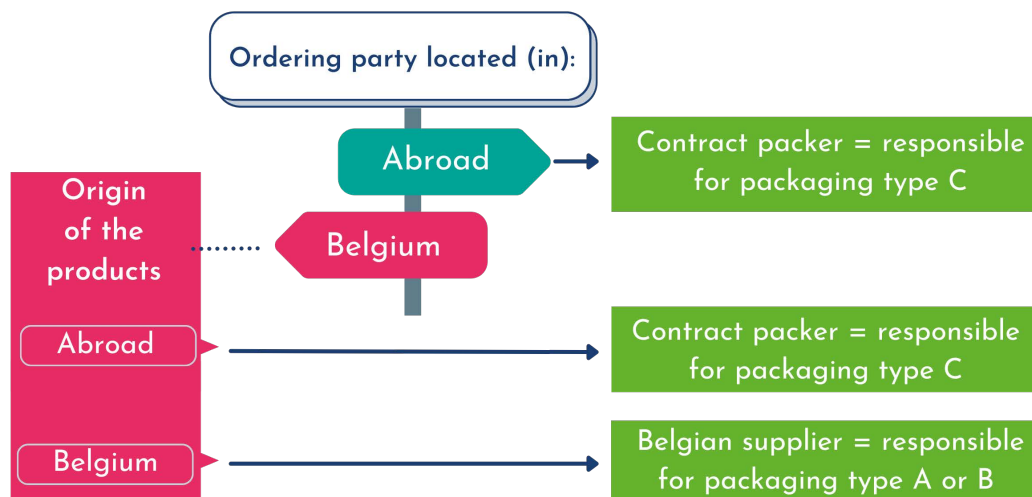 Ordering party located (in):
Abroad
Contract packer = responsible
for packaging type C
Belgium
Origin
of the
products
Abroad
Contract packer = responsible
for packaging type C
Belgium
Belgian supplier = responsible
for packaging type A or B